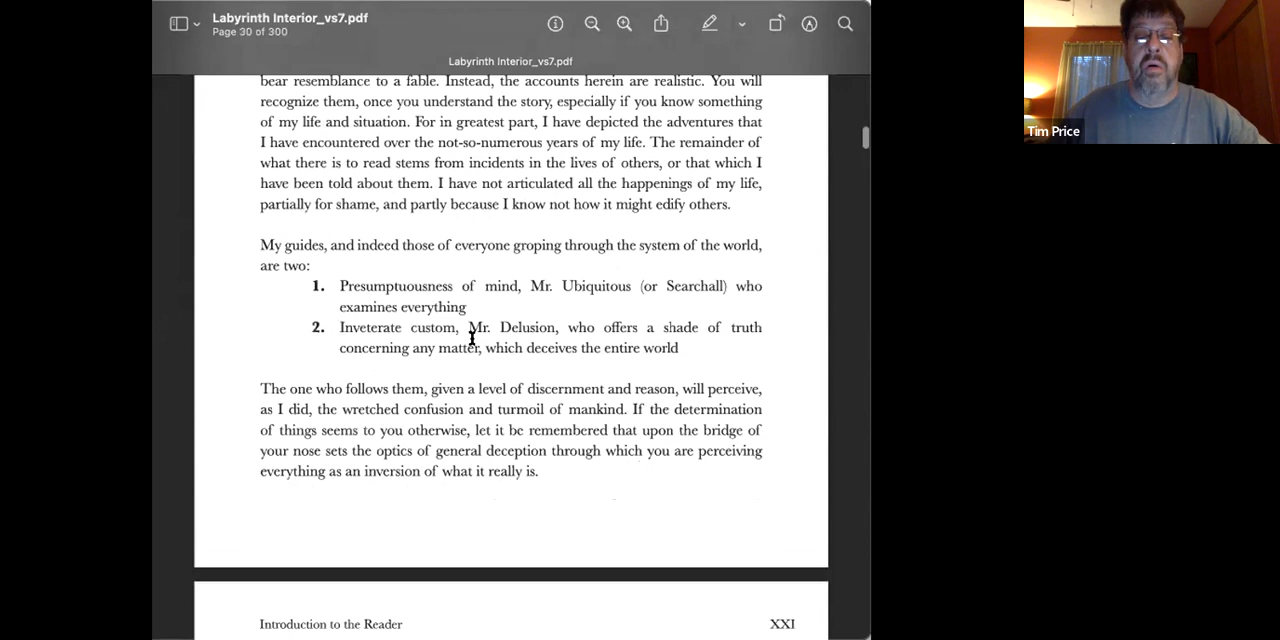 Labyrinth Interior_vs7.pdf
Page 30 of 300
Labyrinth Interior_vs7.pdf
bear resemblance to a fable. Instead, the accounts herein are realistic. You will
recognize them, once you understand the story, especially if you know something
of my life and situation. For in greatest part, I have depicted the adventures that
I have encountered over the not-so-numerous years of my life. The remainder of
what there is to read stems from incidents in the lives of others, or that which I
have been told about them. I have not articulated all the happenings of my life,
partially for shame, and partly because I know not how it might edify others.
My guides, and indeed those of everyone groping through the system of the world,
are two:
1. Presumptuousness of mind, Mr. Ubiquitous (or Searchall) who
examines everything
2. Inveterate custom, Mr. Delusion, who offers a shade of truth
concerning any matter, which deceives the entire world
The one who follows them, given a level of discernment and reason, will perceive,
as I did, the wretched confusion and turmoil of mankind. If the determination
of things seems to you otherwise, let it be remembered that upon the bridge of
your nose sets the optics of general deception through which you are perceiving
everything as an inversion of what it really is.
Introduction to the Reader XXI
Tim Price